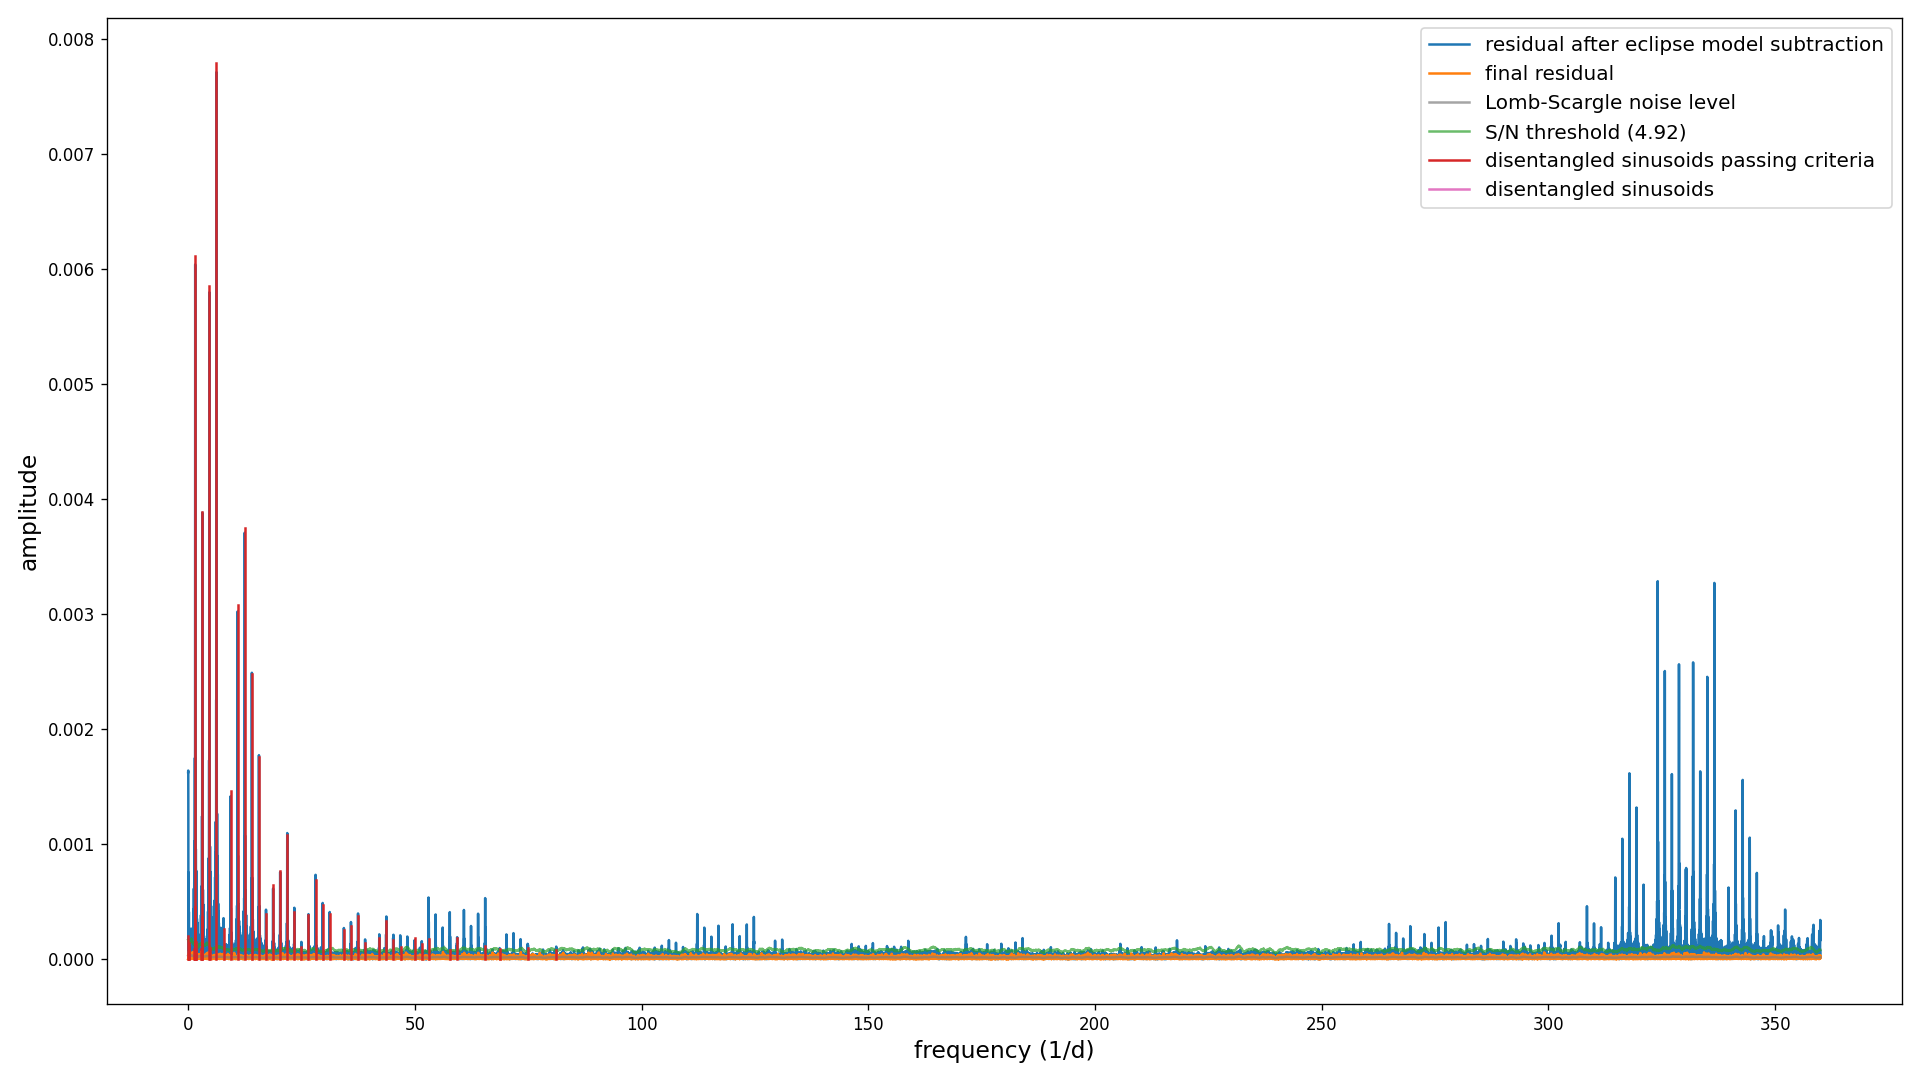 residual after eclipse model subtraction
final residual
Lomb-Scargle noise level
S/N threshold (4.92)
disentangled sinusoids passing criteria
disentangled sinusoids
0.008
0.007
0.006
0.005
0.004
0.003
0.002
0.001
0.000
amplitude
0 50 100 150 200 250 300 350
frequency (1/d)